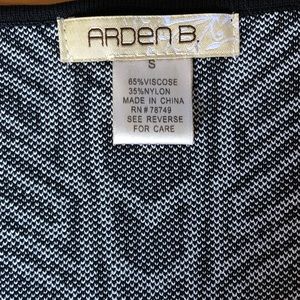 ARDEN B.
S
65%VISCOSE
35%NYLON
MADE IN CHINA
RN # 78749
SEE REVERSE
FOR CARE